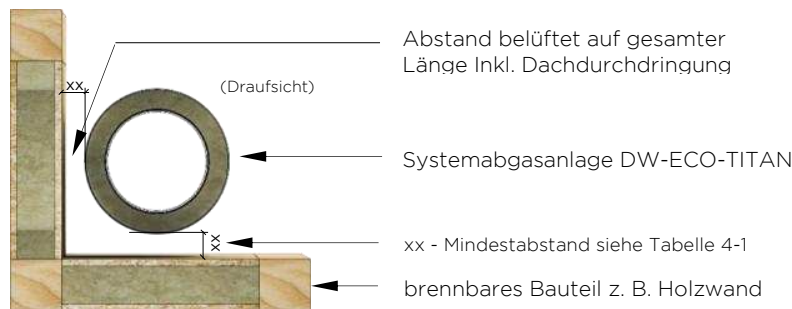 Abstand belüftet auf gesamter
Länge Inkl. Dachdurchdringung
xx
(Draufsicht)
Systemabgasanlage DW-ECO-TITAN
xx
xx - Mindestabstand siehe Tabelle 4-1
brennbares Bauteil z. B. Holzwand